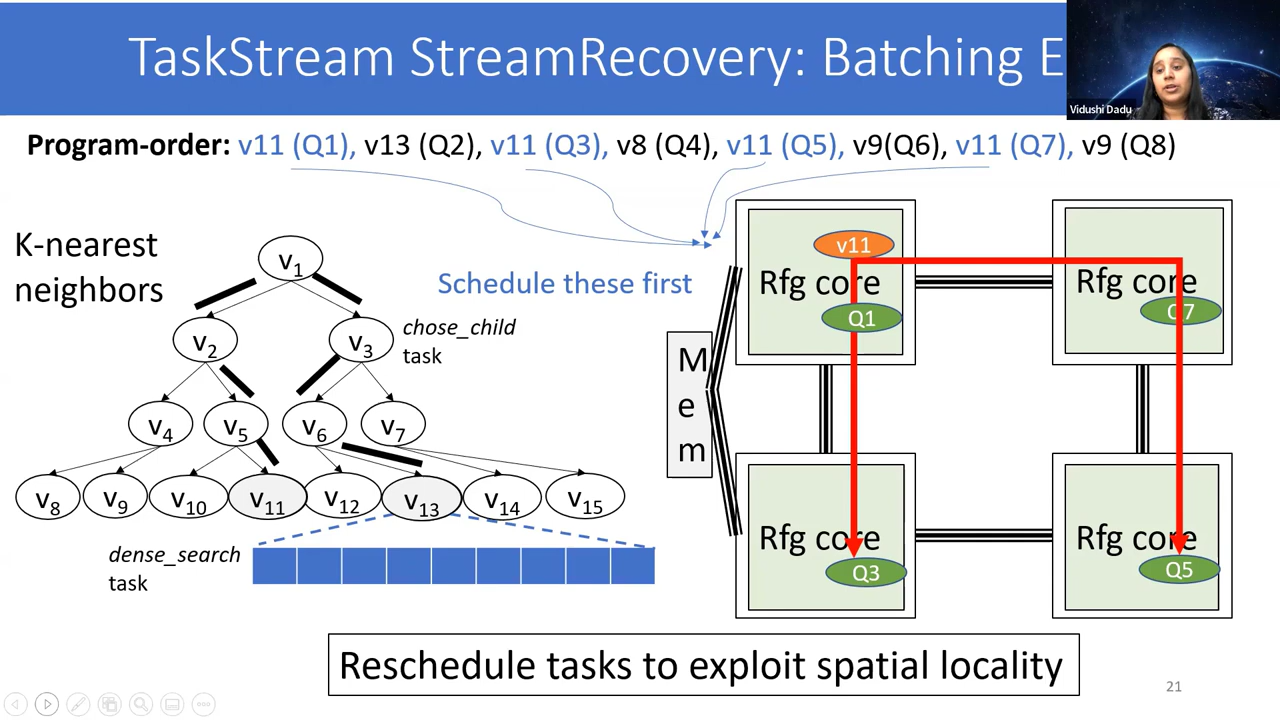 TaskStream StreamRecovery: Batching E
Vidushi Dadu
Program-order: v11 (Q1), v13 (Q2), v11 (Q3), v8 (Q4), v11 (Q5), v9(Q6), v11 (Q7), v9 (Q8)
K-nearest
neighbors
v1
v2
v3
chose_child
task
v4
v5
v6
v7
v8
v9
v10
v11
v12
v13
v14
v15
dense_search
task
Schedule these first
Mem
v11
Rfg core
Q1
Rfg core
Q7
Rfg core
Q3
Rfg core
Q5
Reschedule tasks to exploit spatial locality
21